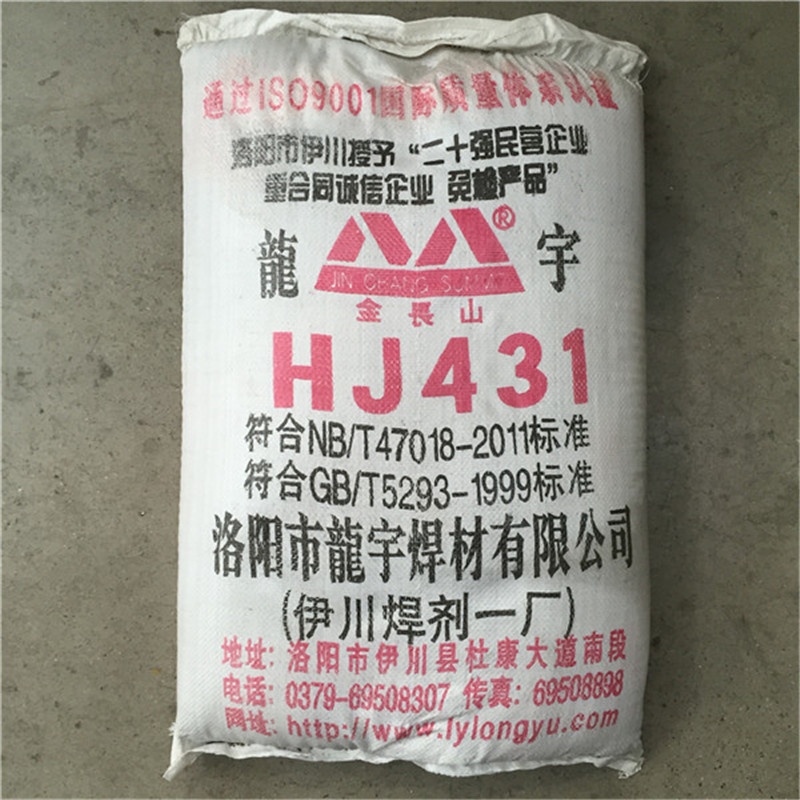 通过ISO9001国际质量体系认证
洛阳市伊川授予“二十强民营企业
重合同诚信企业 免检产品”
龍 ® 宇
JIN CHANG SUMMIT
金長山
HJ431
符合NB/T47018-2011标准
符合GB/T5293-1999标准
洛阳市龍宇焊材有限公司
(伊川焊剂一厂)
地址: 洛阳市伊川县杜康大道南段
电话: 0379-69508307 传真: 69508898
网址: http://www.lylongyu.com